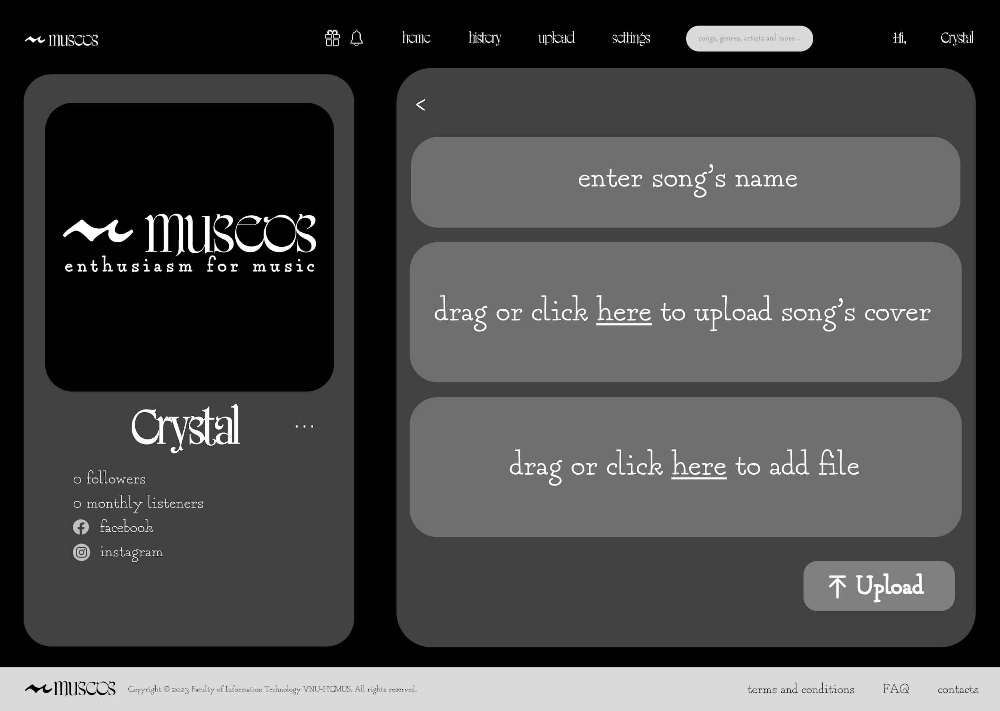 museos
home
history
upload
settings
songs, genres, artists and more...
Hi,
Crystal
museos
enthusiasm for music
Crystal
...
0 followers
0 monthly listeners
facebook
instagram
<
enter song’s name
drag or click here to upload song’s cover
drag or click here to add file
Upload
museos
Copyright © 2023 Faculty of Information Technology VNU-HCMUS. All rights reserved.
terms and conditions
FAQ
contacts